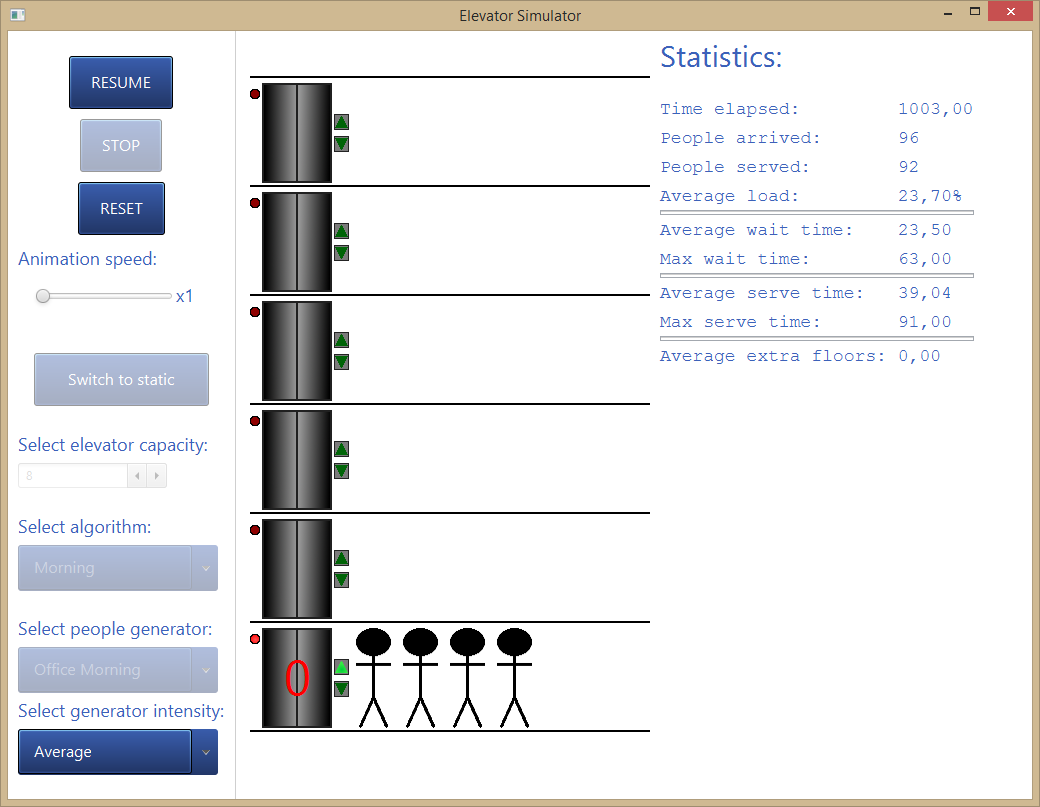 Elevator Simulator
RESUME
STOP
RESET
Animation speed:
x1
Switch to static
Select elevator capacity:
8
Select algorithm:
Morning
Select people generator:
Office Morning
Select generator intensity:
Average
0
Statistics:
Time elapsed: 1003,00
People arrived: 96
People served: 92
Average load: 23,70%
Average wait time: 23,50
Max wait time: 63,00
Average serve time: 39,04
Max serve time: 91,00
Average extra floors: 0,00